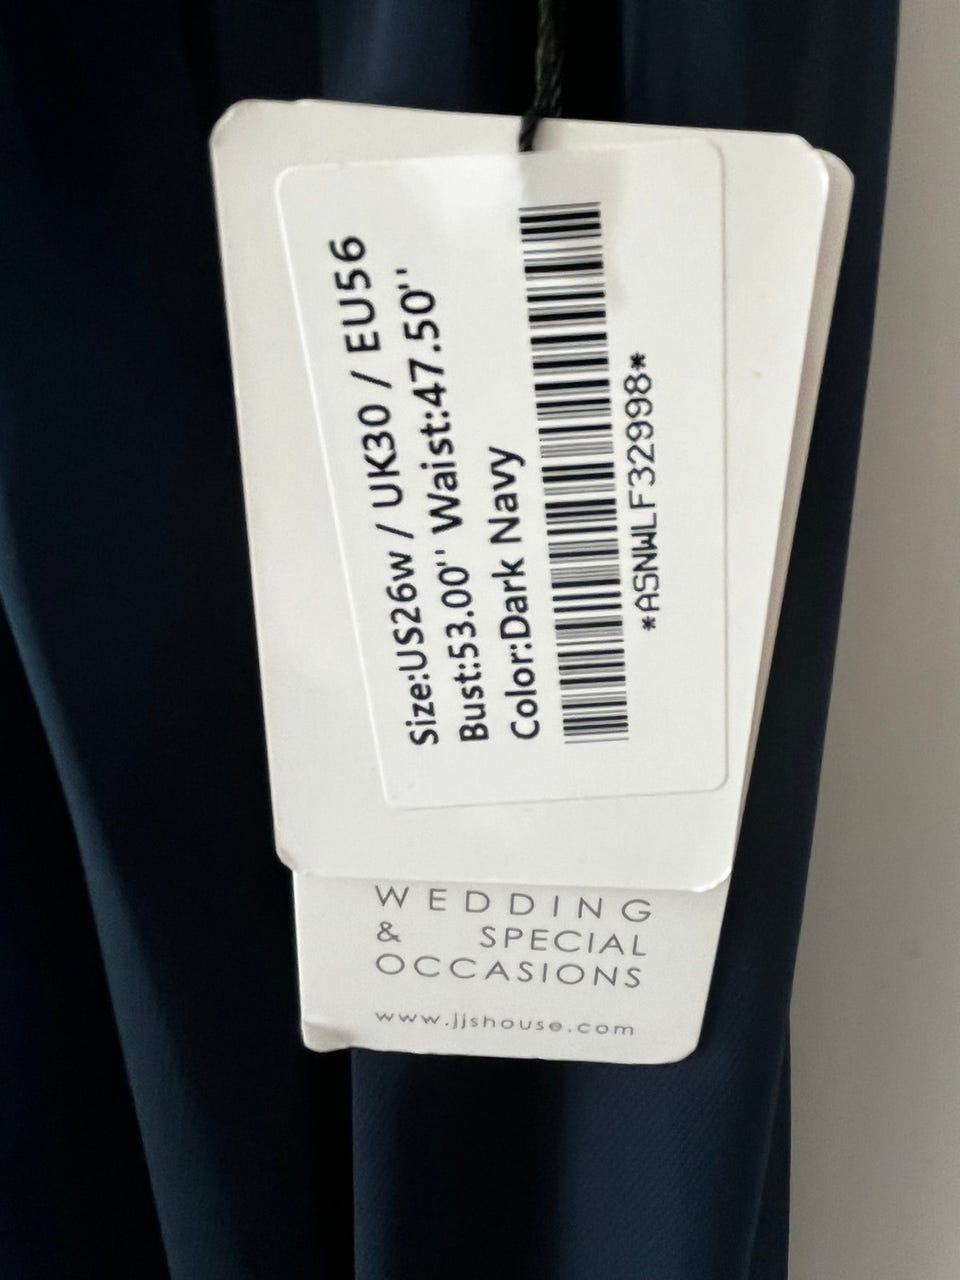 Size:US26w / UK30 / EU56
Bust:53.00'' Waist:47.50''
Color:Dark Navy
*ASNWLF32998*
WEDDING
& SPECIAL
OCCASIONS
www.jjshouse.com